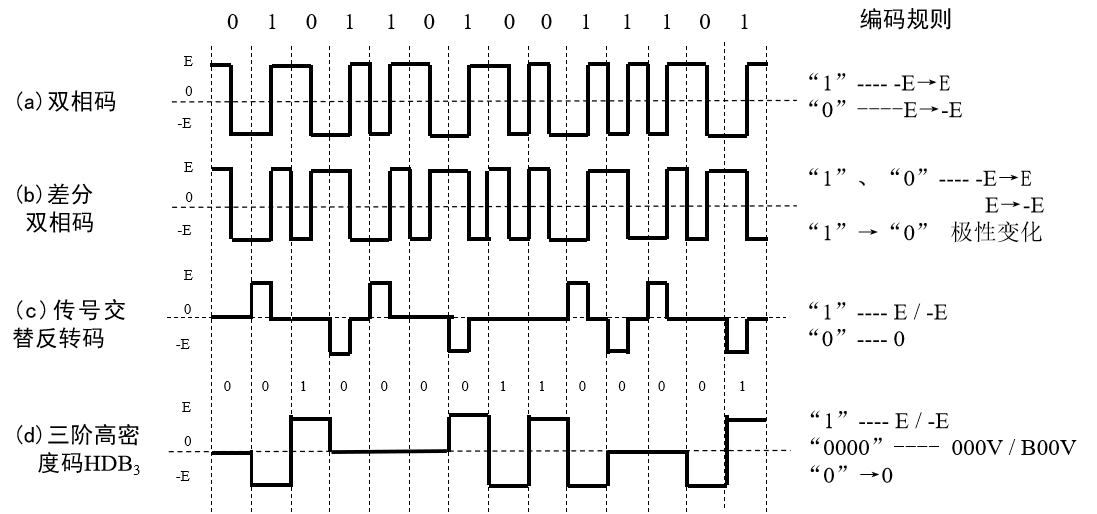 0 1 0 1 1 0 1 0 0 1 1 1 0 1 编码规则
(a)双相码
E
0
-E
“1” ---- -E→E
“0” ----E→-E
(b)差分
双相码
E
0
-E
“1”、“0” ---- -E→E
E→-E
“1”→“0” 极性变化
(c)传号交
替反转码
E
0
-E
“1” ---- E / -E
“0” ---- 0
0 0 1 0 0 0 0 1 1 0 0 0 0 1
(d)三阶高密
度码HDB₃
E
0
-E
“1” ---- E / -E
“0000” ---- 000V / B00V
“0” →0